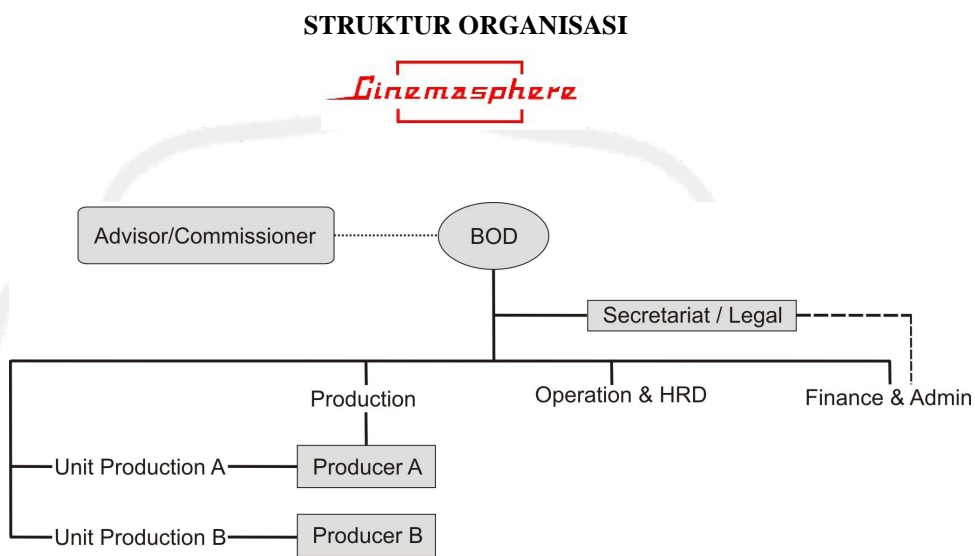 STRUKTUR ORGANISASI
Cinemasphere
Advisor/Commissioner
BOD
Secretariat / Legal
Production
Operation & HRD
Finance & Admin
Unit Production A
Producer A
Unit Production B
Producer B